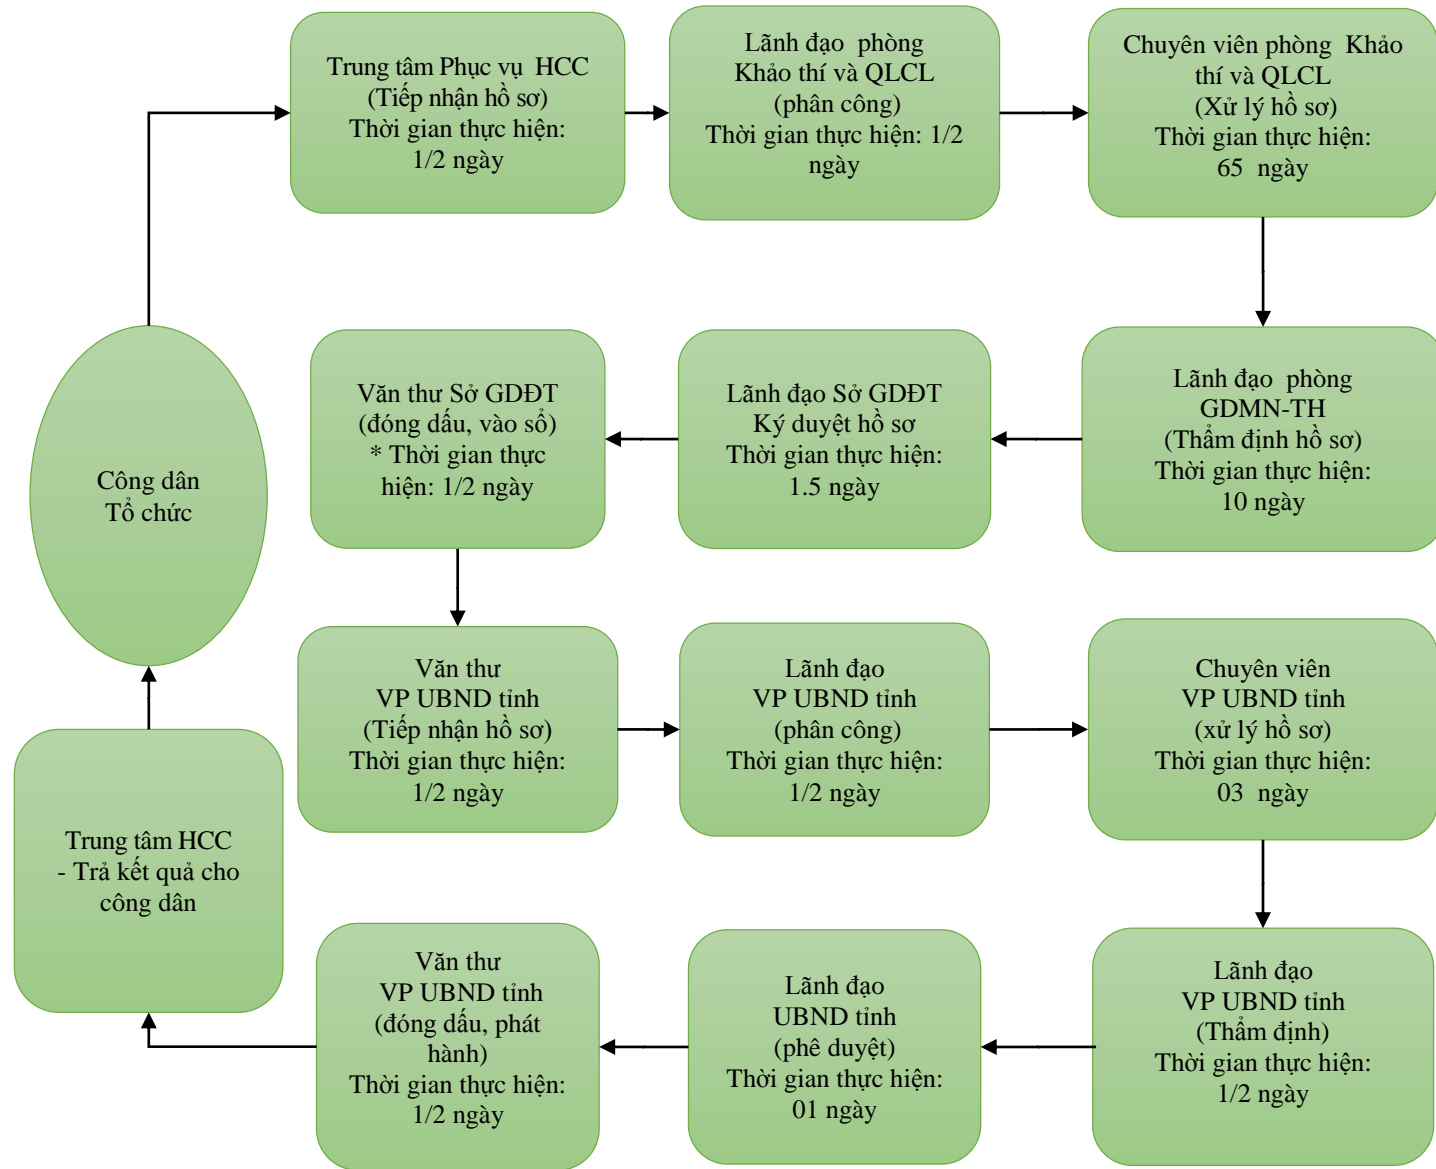 Trung tâm Phục vụ HCC
(Tiếp nhận hồ sơ)
Thời gian thực hiện:
1/2 ngày
Lãnh đạo phòng
Khảo thí và QLCL
(phân công)
Thời gian thực hiện: 1/2
ngày
Chuyên viên phòng Khảo
thí và QLCL
(Xử lý hồ sơ)
Thời gian thực hiện:
65 ngày
Công dân
Tổ chức
Văn thư Sở GDĐT
(đóng dấu, vào sổ)
* Thời gian thực
hiện: 1/2 ngày
Lãnh đạo Sở GDĐT
Ký duyệt hồ sơ
Thời gian thực hiện:
1.5 ngày
Lãnh đạo phòng
GDMN-TH
(Thẩm định hồ sơ)
Thời gian thực hiện:
10 ngày
Văn thư
VP UBND tỉnh
(Tiếp nhận hồ sơ)
Thời gian thực hiện:
1/2 ngày
Lãnh đạo
VP UBND tỉnh
(phân công)
Thời gian thực hiện:
1/2 ngày
Chuyên viên
VP UBND tỉnh
(xử lý hồ sơ)
Thời gian thực hiện:
03 ngày
Trung tâm HCC
- Trả kết quả cho
công dân
Văn thư
VP UBND tỉnh
(đóng dấu, phát
hành)
Thời gian thực hiện:
1/2 ngày
Lãnh đạo
UBND tỉnh
(phê duyệt)
Thời gian thực hiện:
01 ngày
Lãnh đạo
VP UBND tỉnh
(Thẩm định)
Thời gian thực hiện:
1/2 ngày